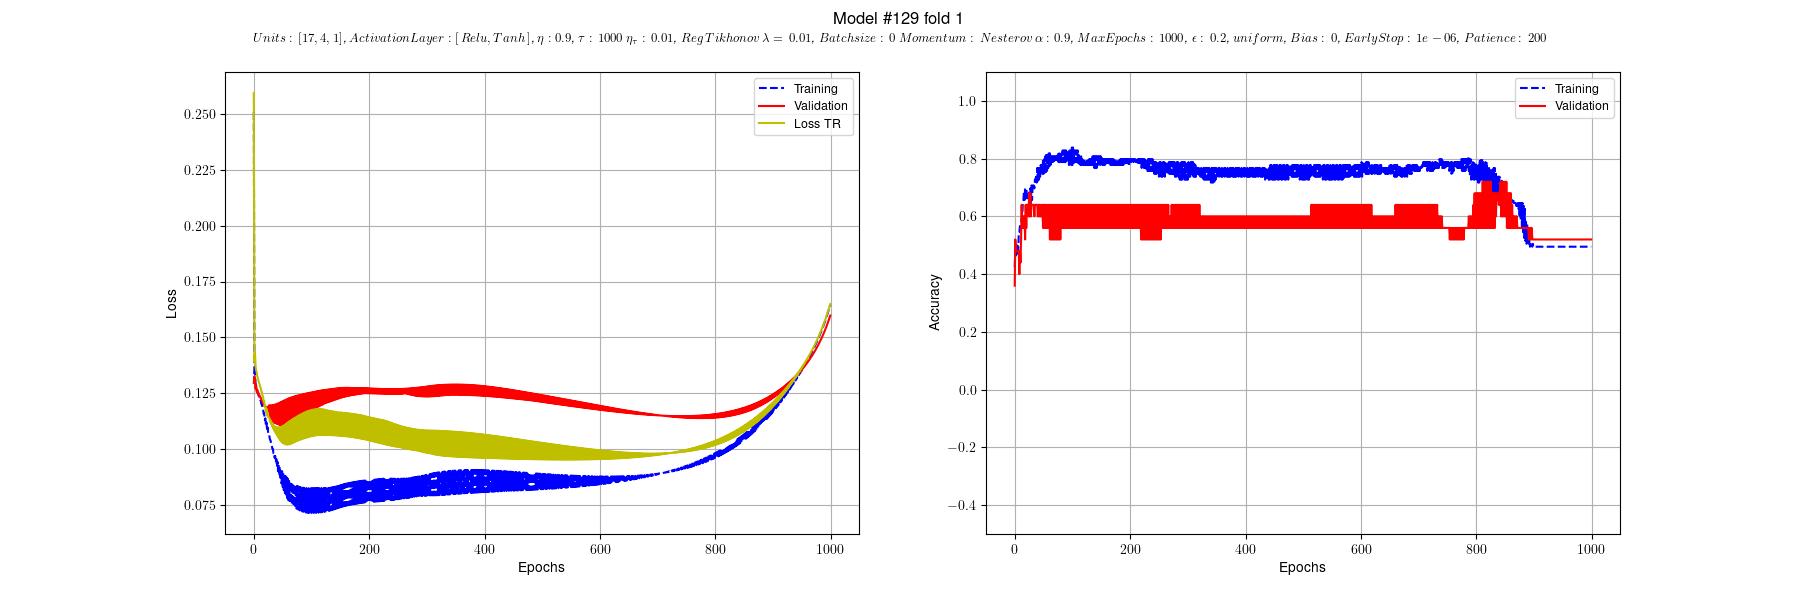 Model #129 fold 1
Units : [17, 4, 1], ActivationLayer : [ Relu, Tanh], η : 0.9, τ : 1000 ητ : 0.01, Reg Tikhonov λ = 0.01, Batchsize : 0 Momentum : Nesterov α : 0.9, MaxEpochs : 1000, ϵ : 0.2, uniform, Bias : 0, EarlyStop : 1e − 06, Patience : 200
Training
Validation
Loss TR
0.250
0.225
0.200
0.175
0.150
0.125
0.100
0.075
Loss
0 200 400 600 800 1000
Epochs
Training
Validation
1.0
0.8
0.6
0.4
0.2
0.0
−0.2
−0.4
Accuracy
0 200 400 600 800 1000
Epochs